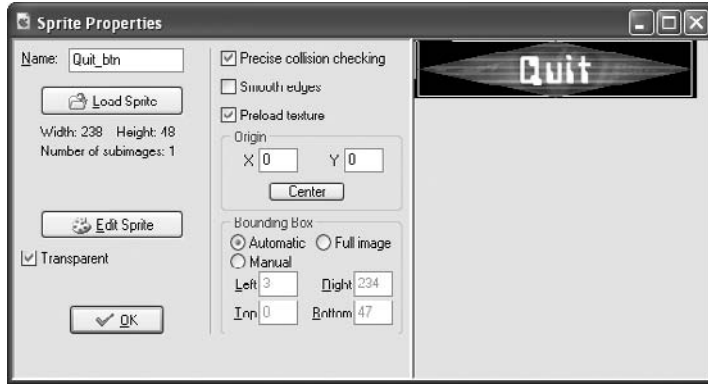 Sprite Properties
Name: Quit_btn
Load Sprite
Width: 238 Height: 48
Number of subimages: 1
Edit Sprite
Transparent
OK
Precise collision checking
Smooth edges
Preload texture
Origin
X 0 Y 0
Center
Bounding Box
Automatic Full image
Manual
Left 3 Right 234
Top 0 Bottom 47
Quit